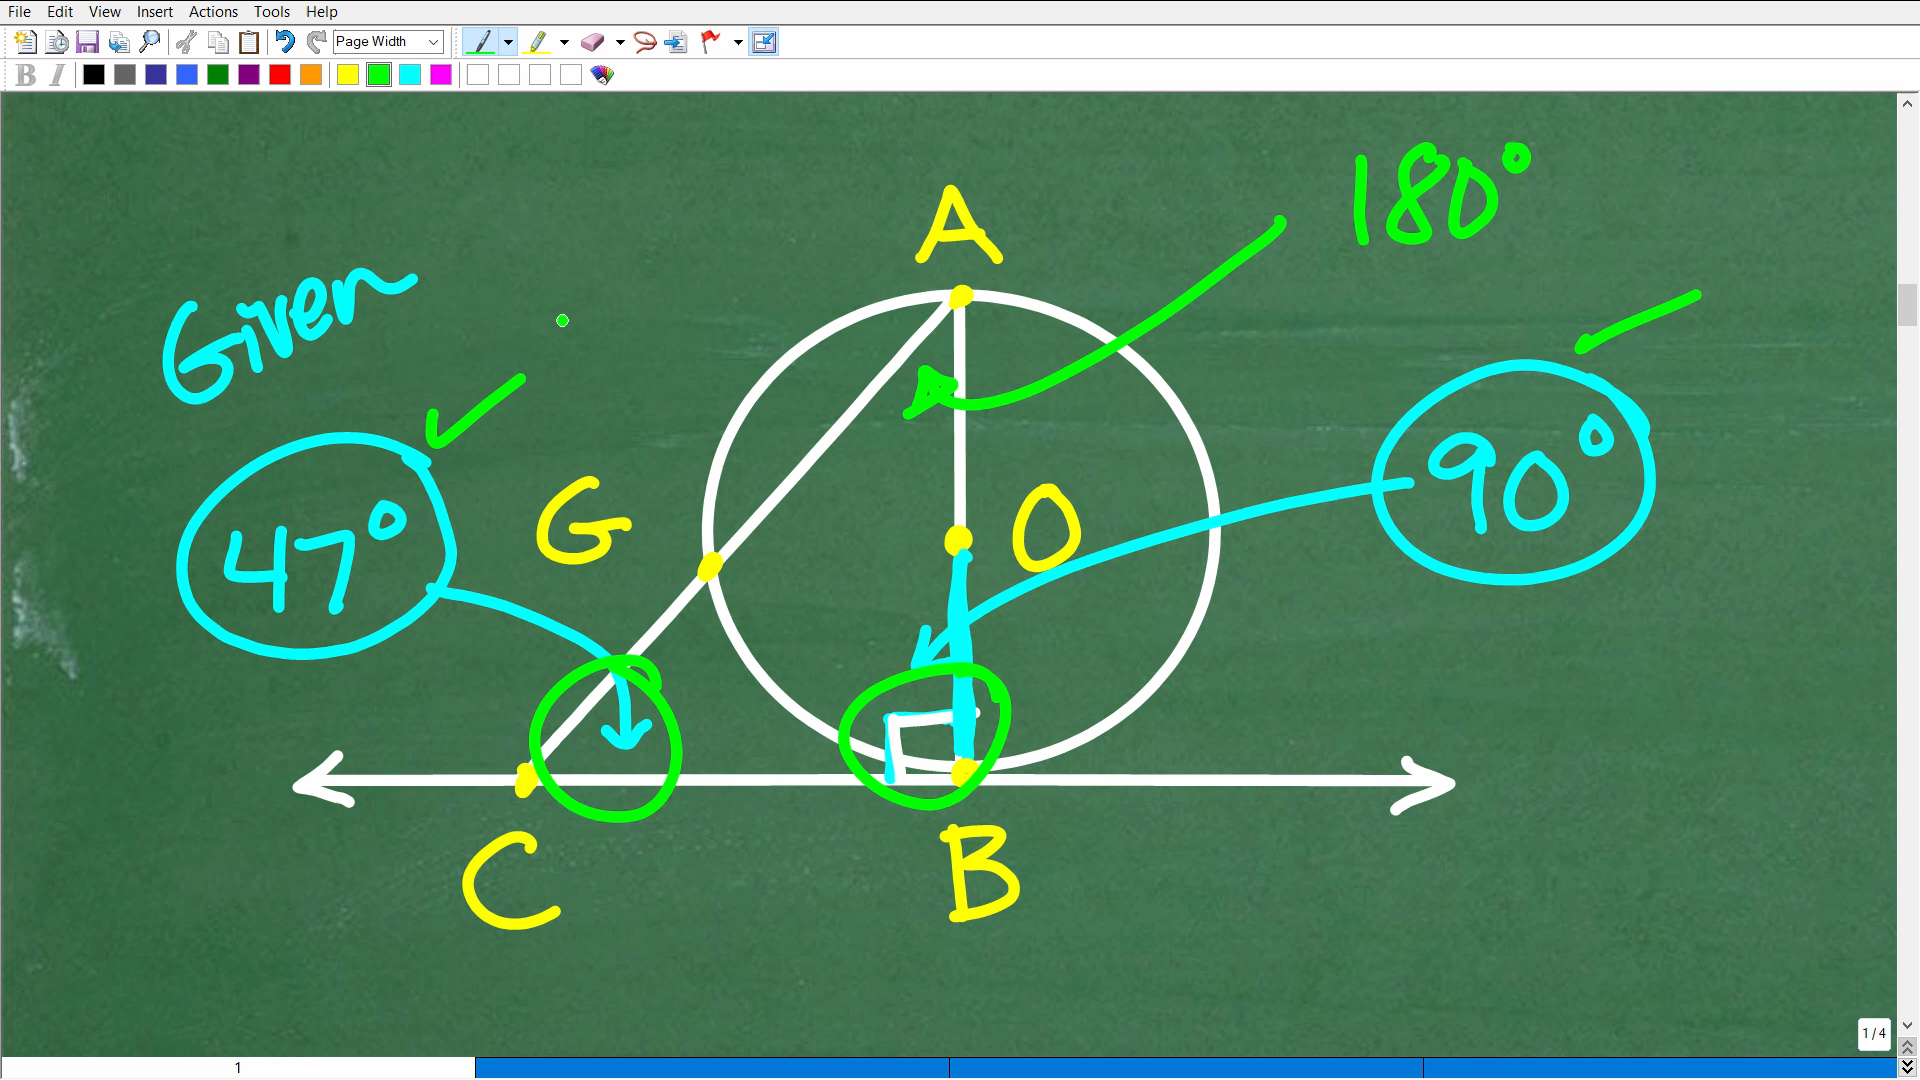 File Edit View Insert Actions Tools Help
Page Width
B I
180°
A
Given
90°
G
O
47°
C
B
1 / 4
1